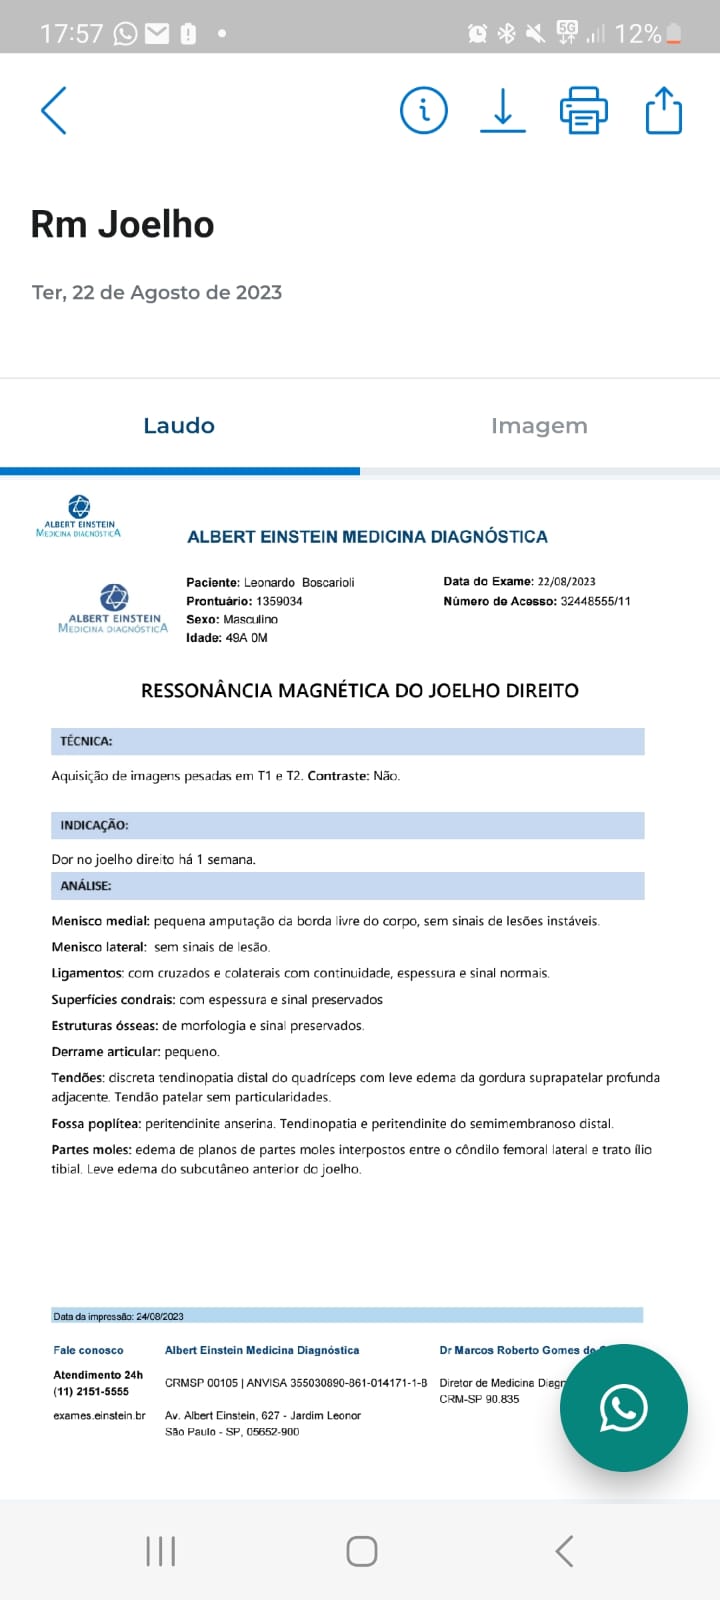 17:57
5G
12%
Rm Joelho
Ter, 22 de Agosto de 2023
Laudo Imagem
ALBERT EINSTEIN
MEDICINA DIAGNÓSTICA
ALBERT EINSTEIN MEDICINA DIAGNÓSTICA
ALBERT EINSTEIN
MEDICINA DIAGNÓSTICA
Paciente: Leonardo Boscarioli Data do Exame: 22/08/2023
Prontuário: 1359034 Número de Acesso: 32448555/11
Sexo: Masculino
Idade: 49A 0M
RESSONÂNCIA MAGNÉTICA DO JOELHO DIREITO
TÉCNICA:
Aquisição de imagens pesadas em T1 e T2. Contraste: Não.
INDICAÇÃO:
Dor no joelho direito há 1 semana.
ANÁLISE:
Menisco medial: pequena amputação da borda livre do corpo, sem sinais de lesões instáveis.
Menisco lateral: sem sinais de lesão.
Ligamentos: com cruzados e colaterais com continuidade, espessura e sinal normais.
Superfícies condrais: com espessura e sinal preservados
Estruturas ósseas: de morfologia e sinal preservados.
Derrame articular: pequeno.
Tendões: discreta tendinopatia distal do quadríceps com leve edema da gordura suprapatelar profunda
adjacente. Tendão patelar sem particularidades.
Fossa poplítea: peritendinite anserina. Tendinopatia e peritendinite do semimembranoso distal.
Partes moles: edema de planos de partes moles interpostos entre o côndilo femoral lateral e trato ílio
tibial. Leve edema do subcutâneo anterior do joelho.
Data da impressão: 24/08/2023
Fale conosco Albert Einstein Medicina Diagnóstica Dr Marcos Roberto Gomes de
Atendimento 24h
(11) 2151-5555
CRMSP 00105 | ANVISA 355030890-861-014171-1-8 Diretor de Medicina Diagn
CRM-SP 90.835
exames.einstein.br Av. Albert Einstein, 627 - Jardim Leonor
São Paulo - SP, 05652-900